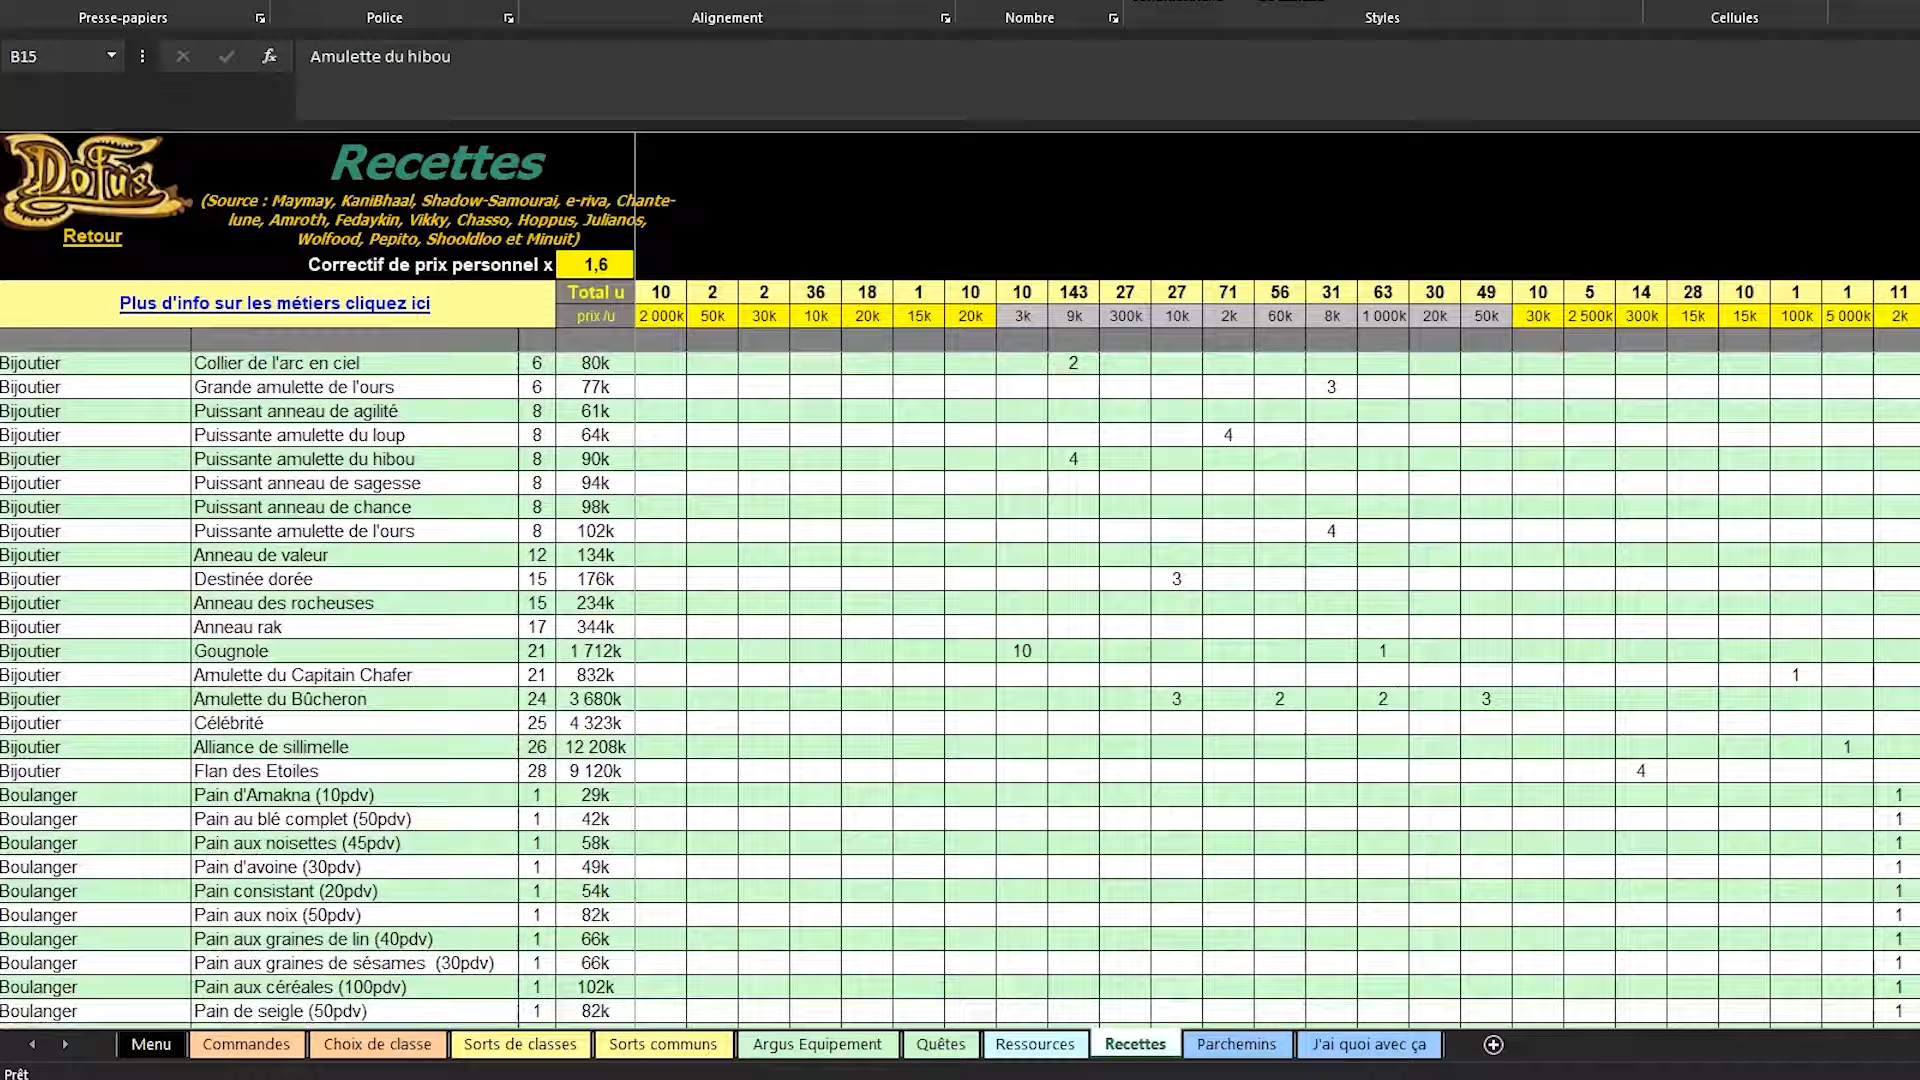 Presse-papiers Police Alignement Nombre Styles Cellules
B15 fx Amulette du hibou
DOFUS Recettes
(Source : Maymay, KaniBhaal, Shadow-Samourai, e-riva, Chante-
lune, Amroth, Fedaykin, Vikky, Chasso, Hoppus, Julianos,
Wolfood, Pepito, Shooldloo et Minuit)
Retour
Correctif de prix personnel x 1,6
Plus d'info sur les métiers cliquez ici
Total u 10 2 2 36 18 1 10 10 143 27 27 71 56 31 63 30 49 10 5 14 28 10 1 1 11
prix /u 2 000k 50k 30k 10k 20k 15k 20k 3k 9k 300k 10k 2k 60k 8k 1 000k 20k 50k 30k 2 500k 300k 15k 15k 100k 5 000k 2k
Bijoutier Collier de l'arc en ciel 6 80k 2
Bijoutier Grande amulette de l'ours 6 77k 3
Bijoutier Puissant anneau de agilité 8 61k
Bijoutier Puissante amulette du loup 8 64k 4
Bijoutier Puissante amulette du hibou 8 90k 4
Bijoutier Puissant anneau de sagesse 8 94k
Bijoutier Puissant anneau de chance 8 98k
Bijoutier Puissante amulette de l'ours 8 102k 4
Bijoutier Anneau de valeur 12 134k
Bijoutier Destinée dorée 15 176k 3
Bijoutier Anneau des rocheuses 15 234k
Bijoutier Anneau rak 17 344k
Bijoutier Gougnole 21 1 712k 10 1
Bijoutier Amulette du Capitain Chafer 21 832k 1
Bijoutier Amulette du Bûcheron 24 3 680k 3 2 2 3
Bijoutier Célébrité 25 4 323k
Bijoutier Alliance de sillimelle 26 12 208k 1
Bijoutier Flan des Etoiles 28 9 120k 4
Boulanger Pain d'Amakna (10pdv) 1 29k 1
Boulanger Pain au blé complet (50pdv) 1 42k 1
Boulanger Pain aux noisettes (45pdv) 1 58k 1
Boulanger Pain d'avoine (30pdv) 1 49k 1
Boulanger Pain consistant (20pdv) 1 54k 1
Boulanger Pain aux noix (50pdv) 1 82k 1
Boulanger Pain aux graines de lin (40pdv) 1 66k 1
Boulanger Pain aux graines de sésames (30pdv) 1 66k 1
Boulanger Pain aux céréales (100pdv) 1 102k 1
Boulanger Pain de seigle (50pdv) 1 82k 1
Menu Commandes Choix de classe Sorts de classes Sorts communs Argus Equipement Quêtes Ressources Recettes Parchemins J'ai quoi avec ça
Prêt